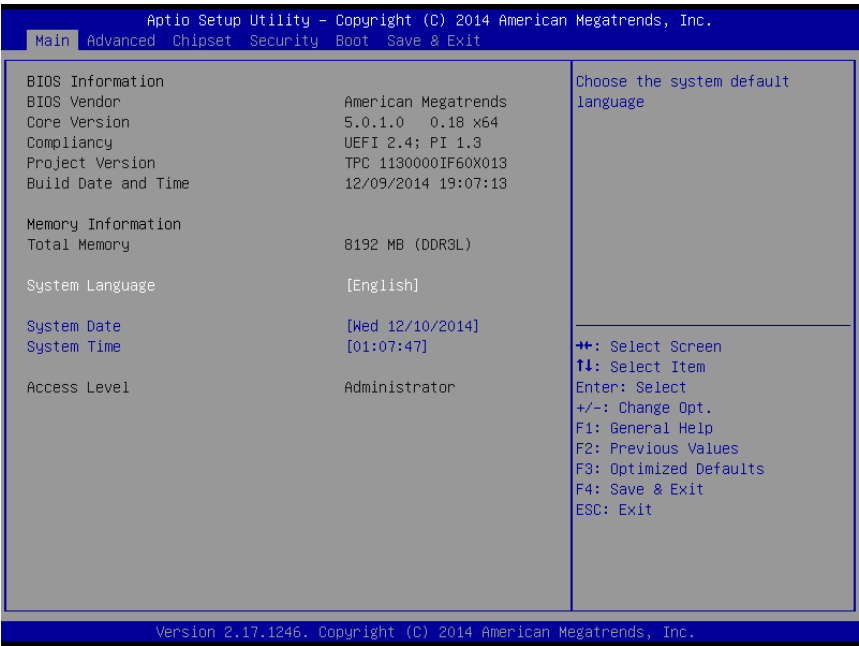 Aptio Setup Utility – Copyright (C) 2014 American Megatrends, Inc.
Main Advanced Chipset Security Boot Save & Exit
BIOS Information
BIOS Vendor American Megatrends
Core Version 5.0.1.0 0.18 x64
Compliancy UEFI 2.4; PI 1.3
Project Version TPC 1130000IF60X013
Build Date and Time 12/09/2014 19:07:13
Memory Information
Total Memory 8192 MB (DDR3L)
System Language [English]
System Date [Wed 12/10/2014]
System Time [01:07:47]
Access Level Administrator
Choose the system default
language
→←: Select Screen
↑↓: Select Item
Enter: Select
+/-: Change Opt.
F1: General Help
F2: Previous Values
F3: Optimized Defaults
F4: Save & Exit
ESC: Exit
Version 2.17.1246. Copyright (C) 2014 American Megatrends, Inc.